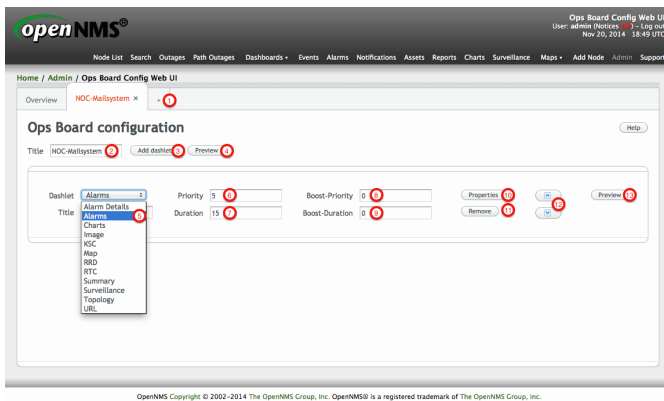 openNMS®
Ops Board Config Web UI
User: admin (Notices ) - Log out
Nov 20, 2014 18:49 UTC
Node List Search Outages Path Outages Dashboards Events Alarms Notifications Assets Reports Charts Surveillance Maps Add Node Admin Support
Home / Admin / Ops Board Config Web UI
Overview NOC-Mailsystem × + 1
Ops Board configuration
Help
Title NOC-Mailsystem 2 Add dashlet 3 Preview 4
Dashlet Alarms Priority 5 6 Boost-Priority 0 8 Properties 10 Preview 13
Title Duration 15 7 Boost-Duration 0 9 Remove 11 12
Alarm Details
Alarms 5
Charts
Image
KSC
Map
RRD
RTC
Summary
Surveillance
Topology
URL
OpenNMS Copyright © 2002-2014 The OpenNMS Group, Inc. OpenNMS® is a registered trademark of The OpenNMS Group, Inc.